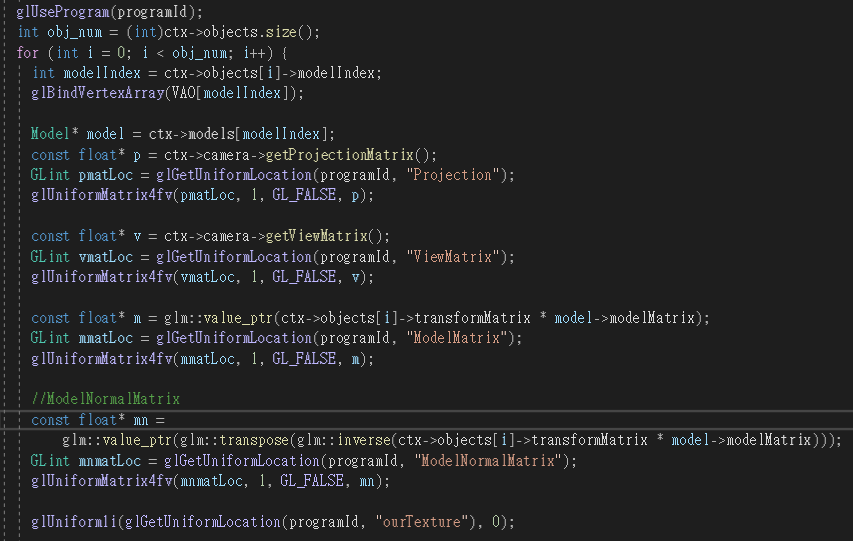 glUseProgram(programId);
int obj_num = (int)ctx->objects.size();
for (int i = 0; i < obj_num; i++) {
int modelIndex = ctx->objects[i]->modelIndex;
glBindVertexArray(VAO[modelIndex]);
Model* model = ctx->models[modelIndex];
const float* p = ctx->camera->getProjectionMatrix();
GLint pmatLoc = glGetUniformLocation(programId, "Projection");
glUniformMatrix4fv(pmatLoc, 1, GL_FALSE, p);
const float* v = ctx->camera->getViewMatrix();
GLint vmatLoc = glGetUniformLocation(programId, "ViewMatrix");
glUniformMatrix4fv(vmatLoc, 1, GL_FALSE, v);
const float* m = glm::value_ptr(ctx->objects[i]->transformMatrix * model->modelMatrix);
GLint mmatLoc = glGetUniformLocation(programId, "ModelMatrix");
glUniformMatrix4fv(mmatLoc, 1, GL_FALSE, m);
//ModelNormalMatrix
const float* mn =
glm::value_ptr(glm::transpose(glm::inverse(ctx->objects[i]->transformMatrix * model->modelMatrix)));
GLint mnmatLoc = glGetUniformLocation(programId, "ModelNormalMatrix");
glUniformMatrix4fv(mnmatLoc, 1, GL_FALSE, mn);
glUniform1i(glGetUniformLocation(programId, "ourTexture"), 0);